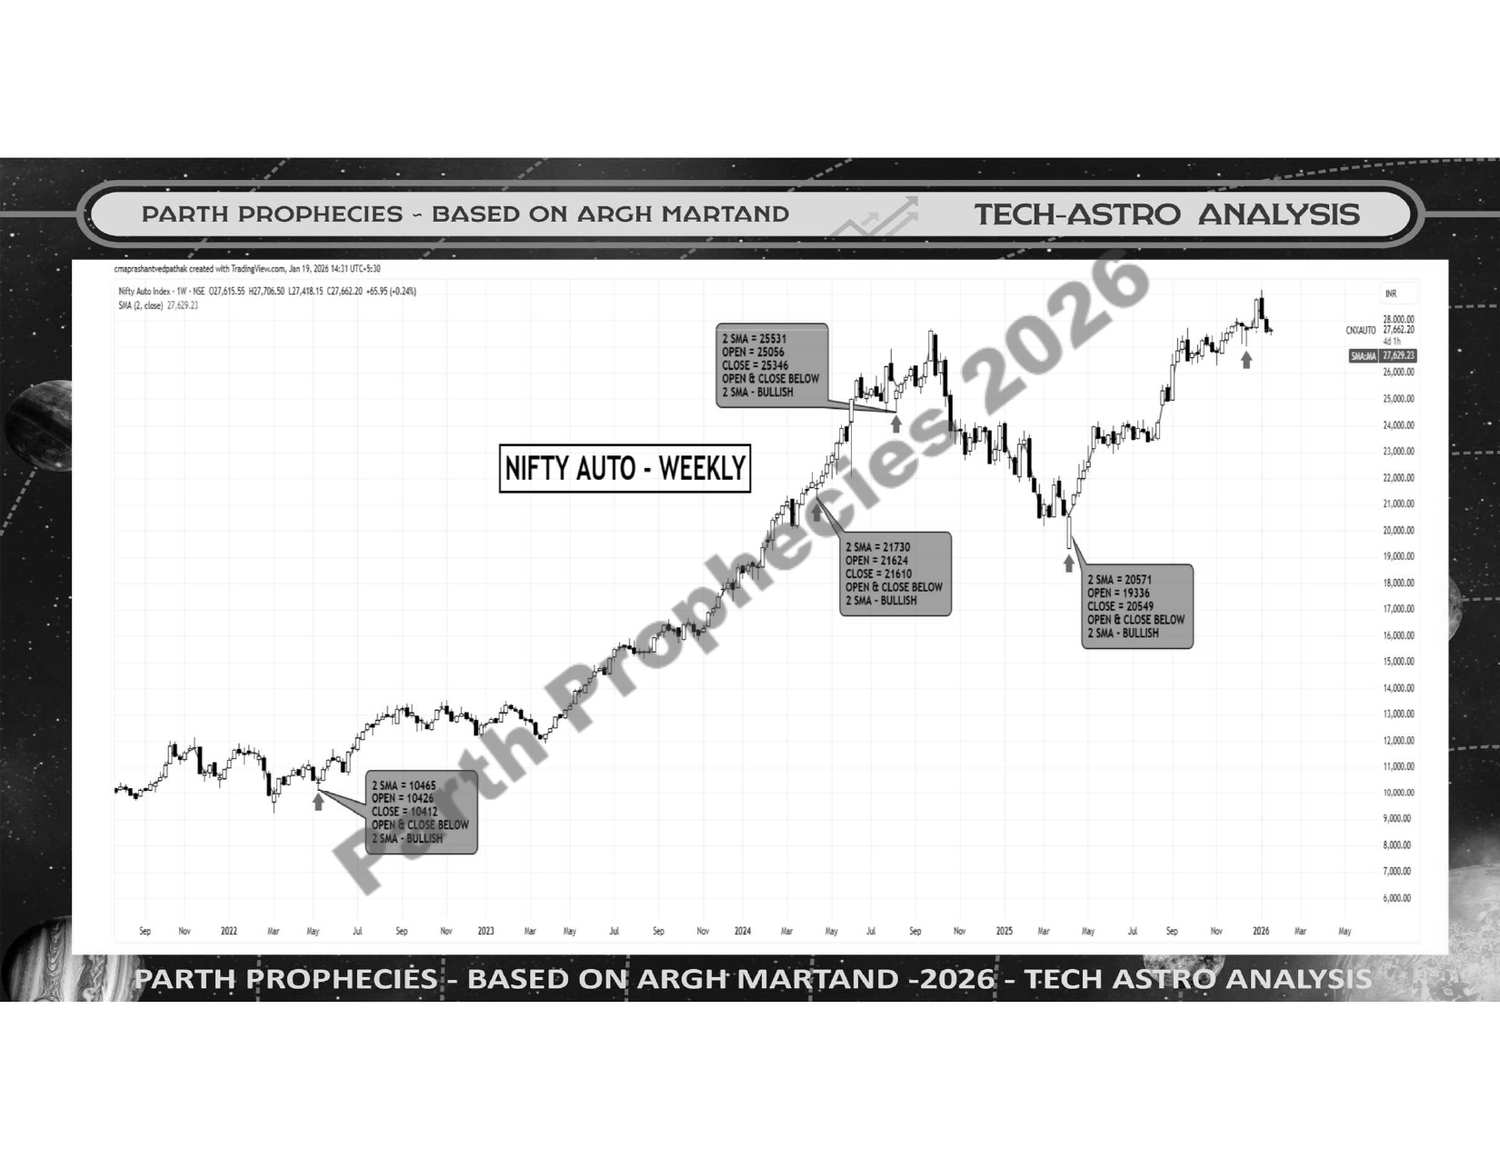 PARTH PROPHECIES ~ BASED ON ARGH MARTAND
TECH-ASTRO ANALYSIS
cmaprashantvedpathak created with TradingView.com, Jan 19, 2026 14:31 UTC+5:30
Nifty Auto Index · 1W · NSE O27,615.55 H27,706.50 L27,418.15 C27,662.20 +65.95 (+0.24%)
SMA (2, close) 27,629.23
INR
28,000.00
CNXAUTO 27,662.20
4d 1h
SMA:MA 27,629.23
26,000.00
25,000.00
24,000.00
23,000.00
22,000.00
21,000.00
20,000.00
19,000.00
18,000.00
17,000.00
16,000.00
15,000.00
14,000.00
13,000.00
12,000.00
11,000.00
10,000.00
9,000.00
8,000.00
7,000.00
6,000.00
2 SMA = 25531
OPEN = 25056
CLOSE = 25346
OPEN & CLOSE BELOW
2 SMA - BULLISH
NIFTY AUTO - WEEKLY
2 SMA = 21730
OPEN = 21624
CLOSE = 21610
OPEN & CLOSE BELOW
2 SMA - BULLISH
2 SMA = 20571
OPEN = 19336
CLOSE = 20549
OPEN & CLOSE BELOW
2 SMA - BULLISH
2 SMA = 10465
OPEN = 10426
CLOSE = 10412
OPEN & CLOSE BELOW
2 SMA - BULLISH
Parth Prophecies 2026
Sep Nov 2022 Mar May Jul Sep Nov 2023 Mar May Jul Sep Nov 2024 Mar May Jul Sep Nov 2025 Mar May Jul Sep Nov 2026 Mar May
PARTH PROPHECIES - BASED ON ARGH MARTAND -2026 - TECH ASTRO ANALYSIS